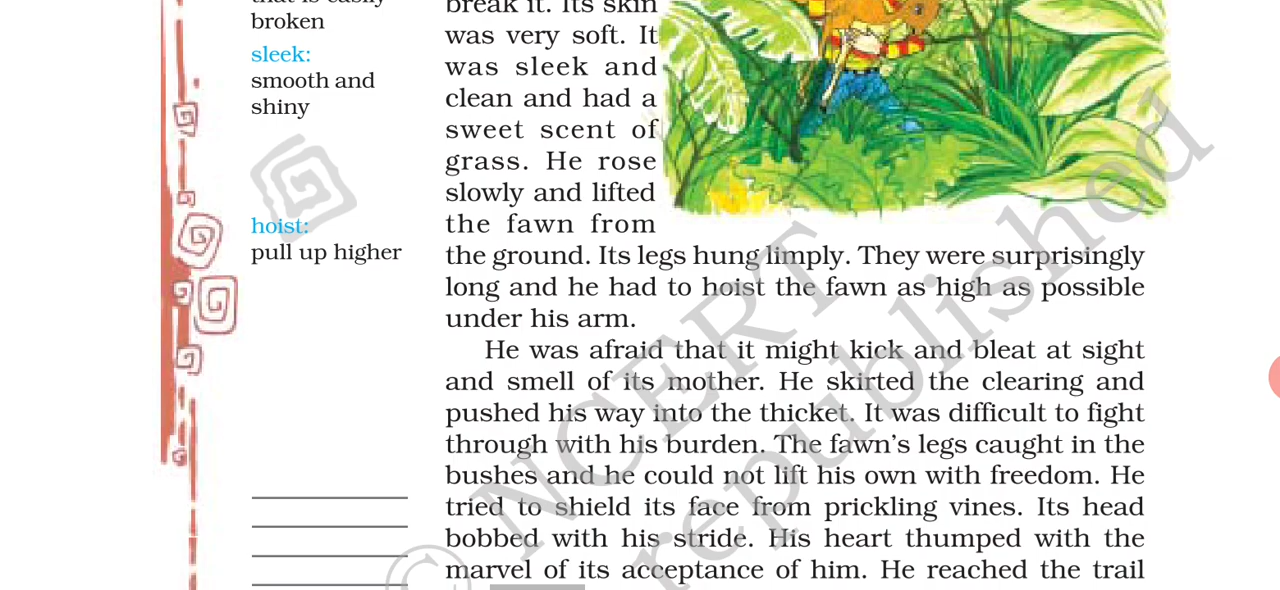 that is easily
broken
sleek:
smooth and
shiny
hoist:
pull up higher
break it. Its skin
was very soft. It
was sleek and
clean and had a
sweet scent of
grass. He rose
slowly and lifted
the fawn from
the ground. Its legs hung limply. They were surprisingly
long and he had to hoist the fawn as high as possible
under his arm.
He was afraid that it might kick and bleat at sight
and smell of its mother. He skirted the clearing and
pushed his way into the thicket. It was difficult to fight
through with his burden. The fawn's legs caught in the
bushes and he could not lift his own with freedom. He
tried to shield its face from prickling vines. Its head
bobbed with his stride. His heart thumped with the
marvel of its acceptance of him. He reached the trail
© NCERT
republished